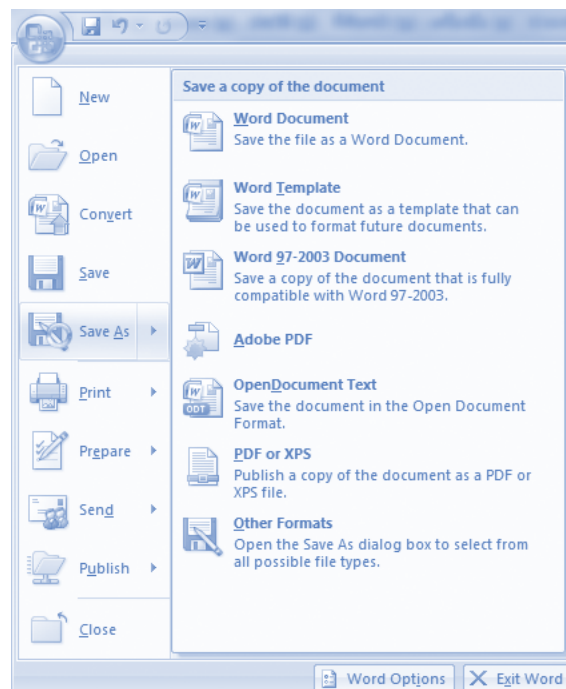 New
Open
Convert
Save
Save As
Print
Prepare
Send
Publish
Close
Save a copy of the document
Word Document
Save the file as a Word Document.
Word Template
Save the document as a template that can
be used to format future documents.
Word 97-2003 Document
Save a copy of the document that is fully
compatible with Word 97-2003.
Adobe PDF
OpenDocument Text
Save the document in the Open Document
Format.
ODT
PDF or XPS
Publish a copy of the document as a PDF or
XPS file.
Other Formats
Open the Save As dialog box to select from
all possible file types.
Word Options
Exit Word